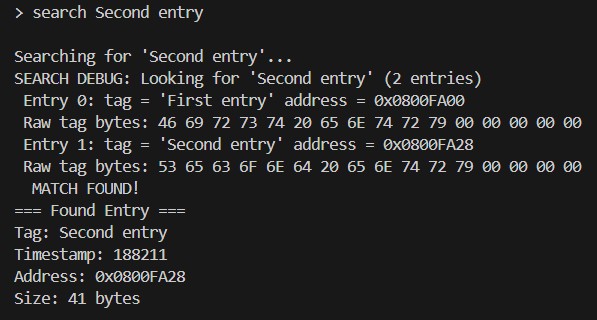 > search Second entry
Searching for 'Second entry'...
SEARCH DEBUG: Looking for 'Second entry' (2 entries)
Entry 0: tag = 'First entry' address = 0x0800FA00
Raw tag bytes: 46 69 72 73 74 20 65 6E 74 72 79 00 00 00 00 00
Entry 1: tag = 'Second entry' address = 0x0800FA28
Raw tag bytes: 53 65 63 6F 6E 64 20 65 6E 74 72 79 00 00 00 00
MATCH FOUND!
=== Found Entry ===
Tag: Second entry
Timestamp: 188211
Address: 0x0800FA28
Size: 41 bytes